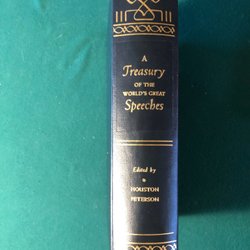 A
Treasury
OF THE
WORLD'S GREAT
Speeches
Edited
by
HOUSTON
PETERSON